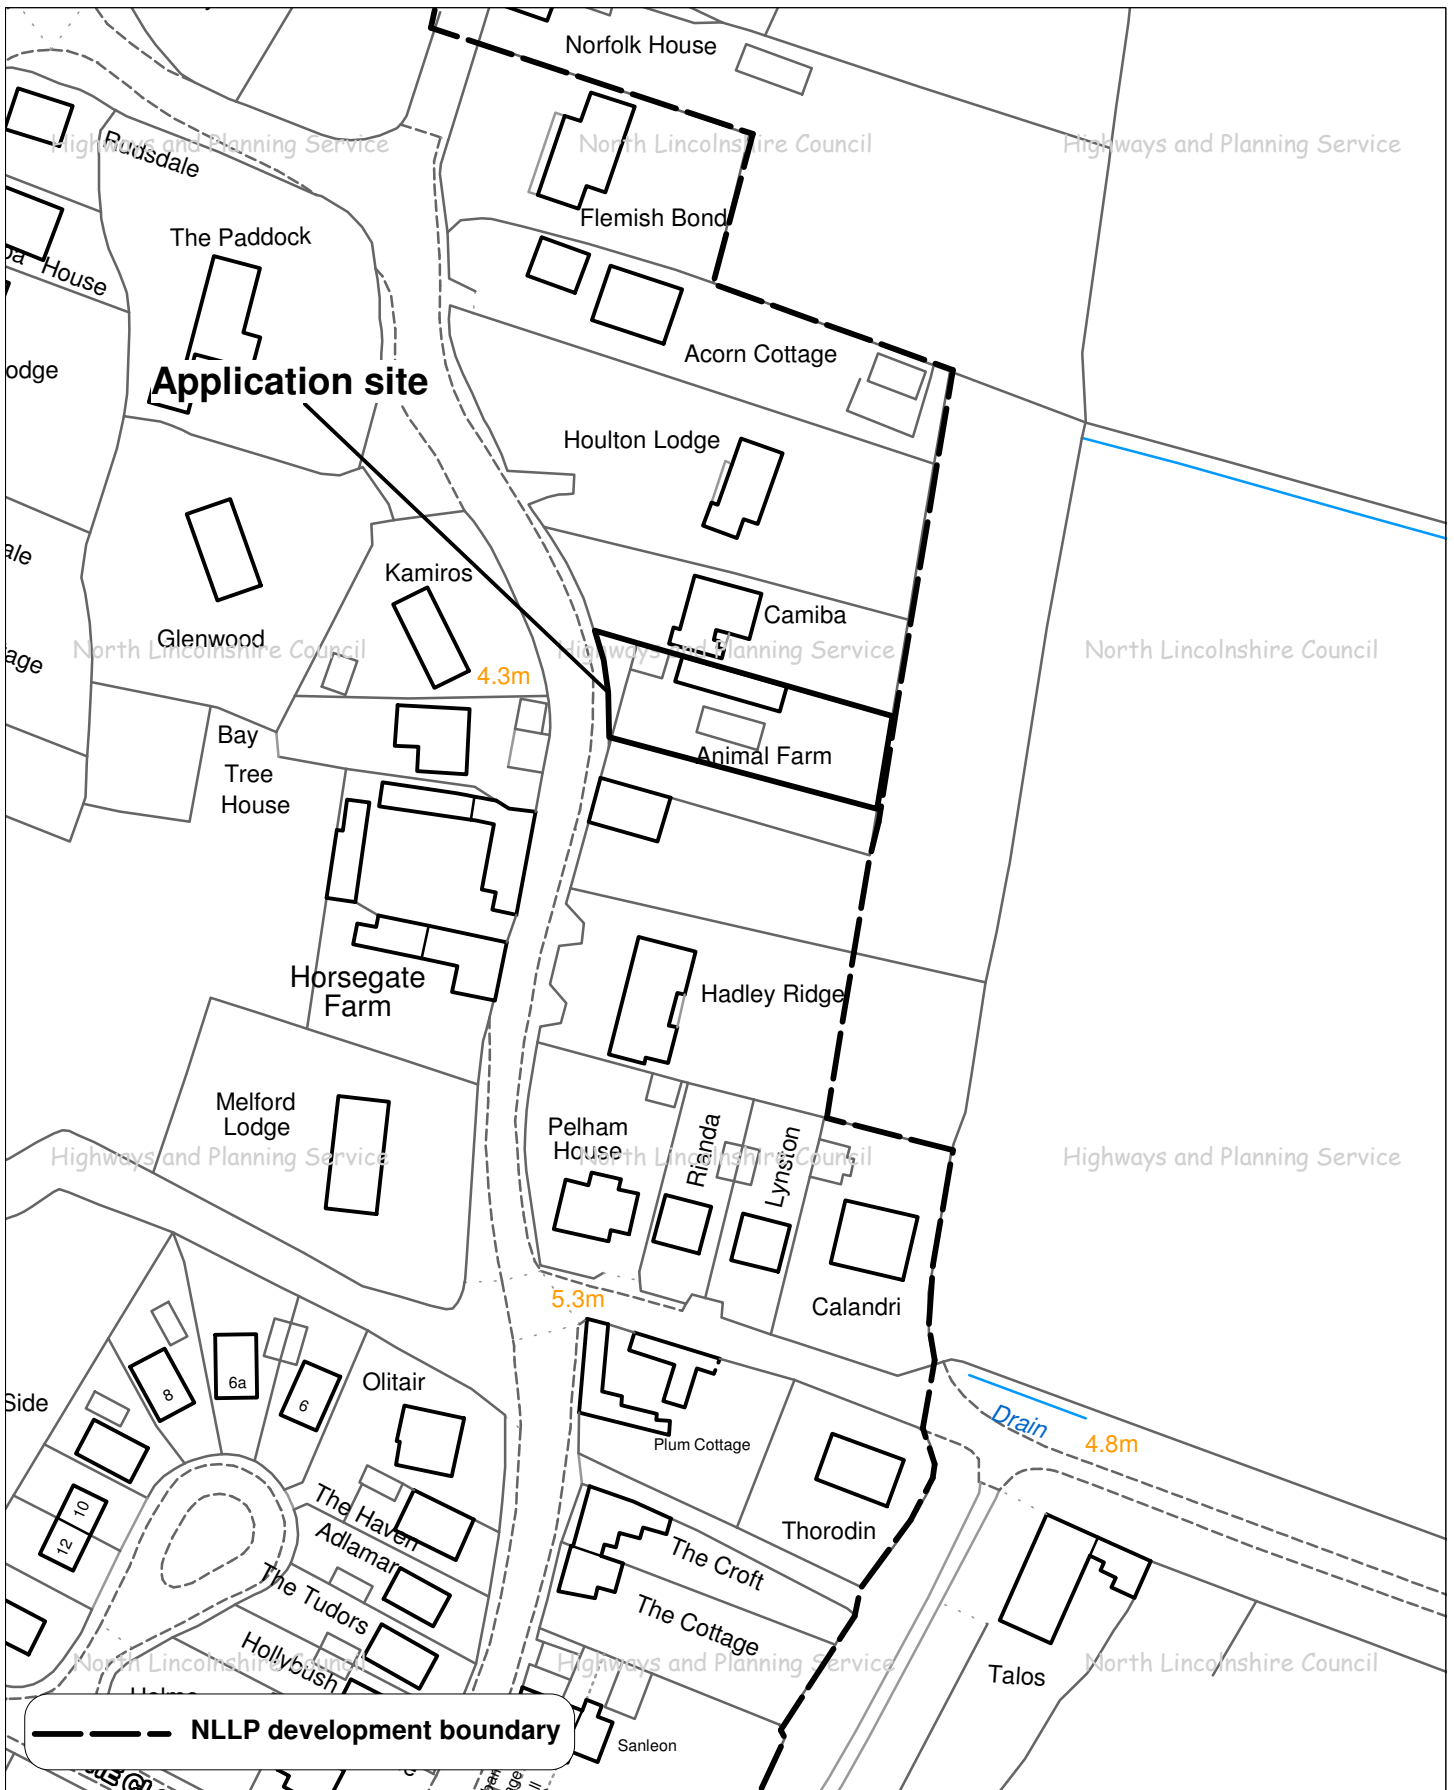 Norfolk House
Highways and Planning Service
North Lincolnshire Council
Highways and Planning Service
Rudsdale
Flemish Bond
The Paddock
House
Acorn Cottage
Application site
Houlton Lodge
Kamiros
Camiba
Glenwood
North Lincolnshire Council
Highways and Planning Service
North Lincolnshire Council
4.3m
Bay
Tree
House
Animal Farm
Horsegate
Farm
Hadley Ridge
Melford
Lodge
Pelham
House
Rianda
Lynston
Highways and Planning Service
North Lincolnshire Council
Highways and Planning Service
5.3m
Calandri
8
6a
6
Olitair
Side
Drain
4.8m
Plum Cottage
10
12
The Haven
Adlamar
Thorodin
The Croft
The Tudors
The Cottage
Hollybush
North Lincolnshire Council
Highways and Planning Service
North Lincolnshire Council
Talos
NLLP development boundary
Sanleon